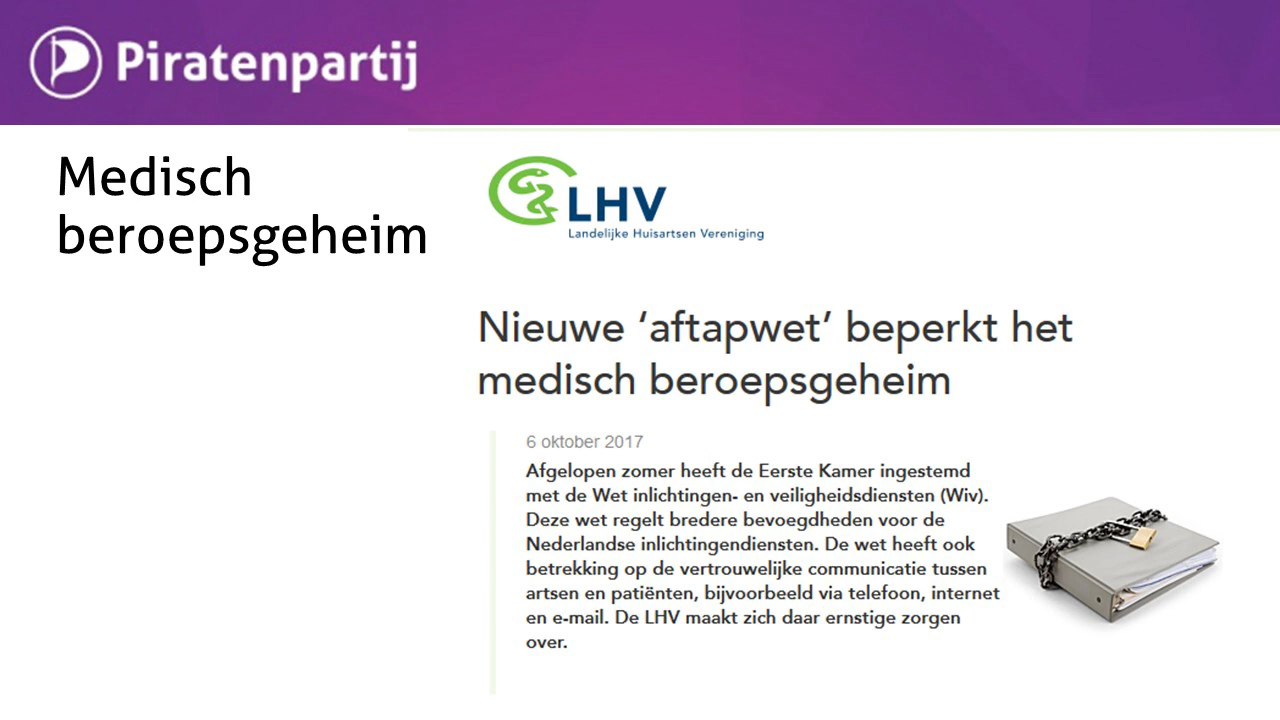 Piratenpartij
Medisch
beroepsgeheim
LHV
Landelijke Huisartsen Vereniging
Nieuwe ‘aftapwet’ beperkt het
medisch beroepsgeheim
6 oktober 2017
Afgelopen zomer heeft de Eerste Kamer ingestemd
met de Wet inlichtingen- en veiligheidsdiensten (Wiv).
Deze wet regelt bredere bevoegdheden voor de
Nederlandse inlichtingendiensten. De wet heeft ook
betrekking op de vertrouwelijke communicatie tussen
artsen en patiënten, bijvoorbeeld via telefoon, internet
en e-mail. De LHV maakt zich daar ernstige zorgen
over.